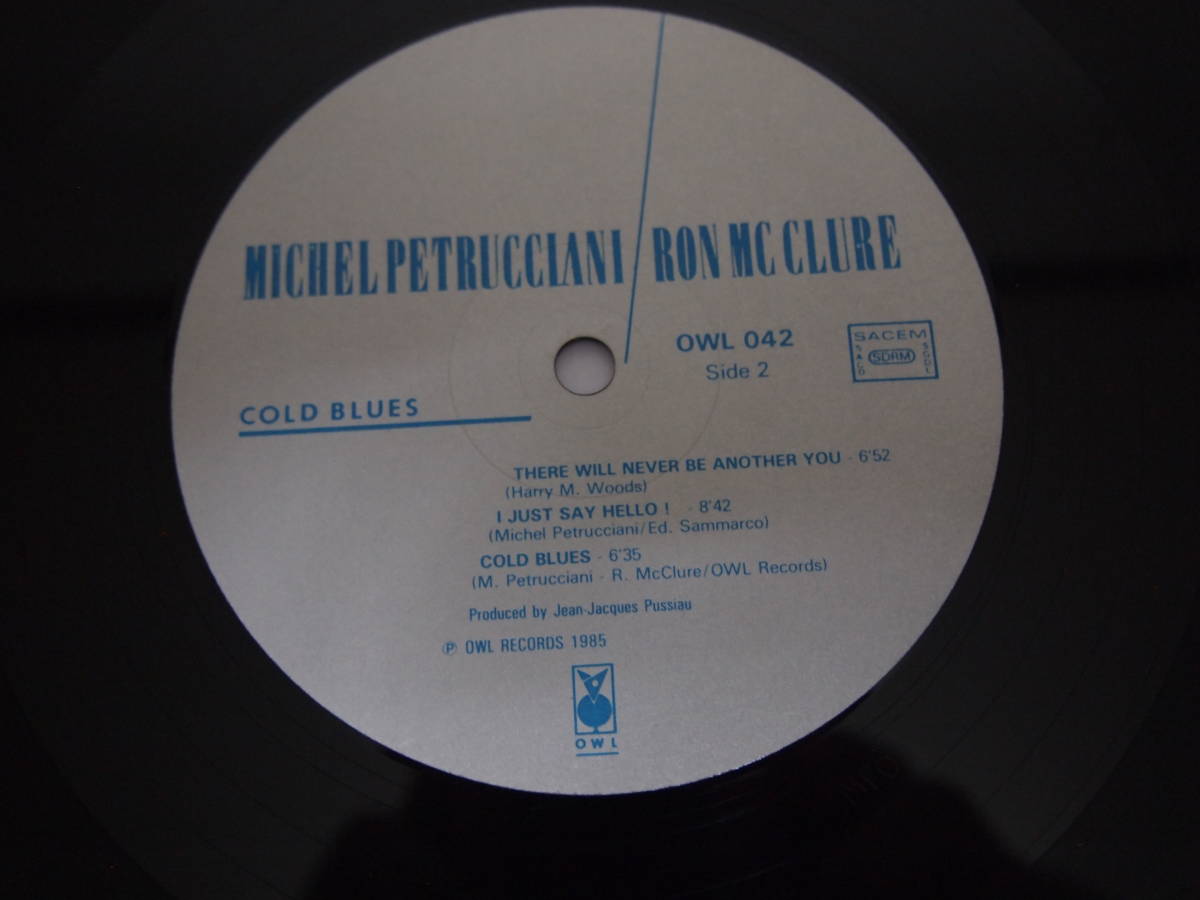 MICHEL PETRUCCIANI / RON MC CLURE
OWL 042
Side 2
SACEM
SACD
SDRM
SGDL
COLD BLUES
THERE WILL NEVER BE ANOTHER YOU - 6'52
(Harry M. Woods)
I JUST SAY HELLO ! - 8'42
(Michel Petrucciani/Ed. Sammarco)
COLD BLUES - 6'35
(M. Petrucciani - R. McClure/OWL Records)
Produced by Jean-Jacques Pussiau
℗ OWL RECORDS 1985
OWL